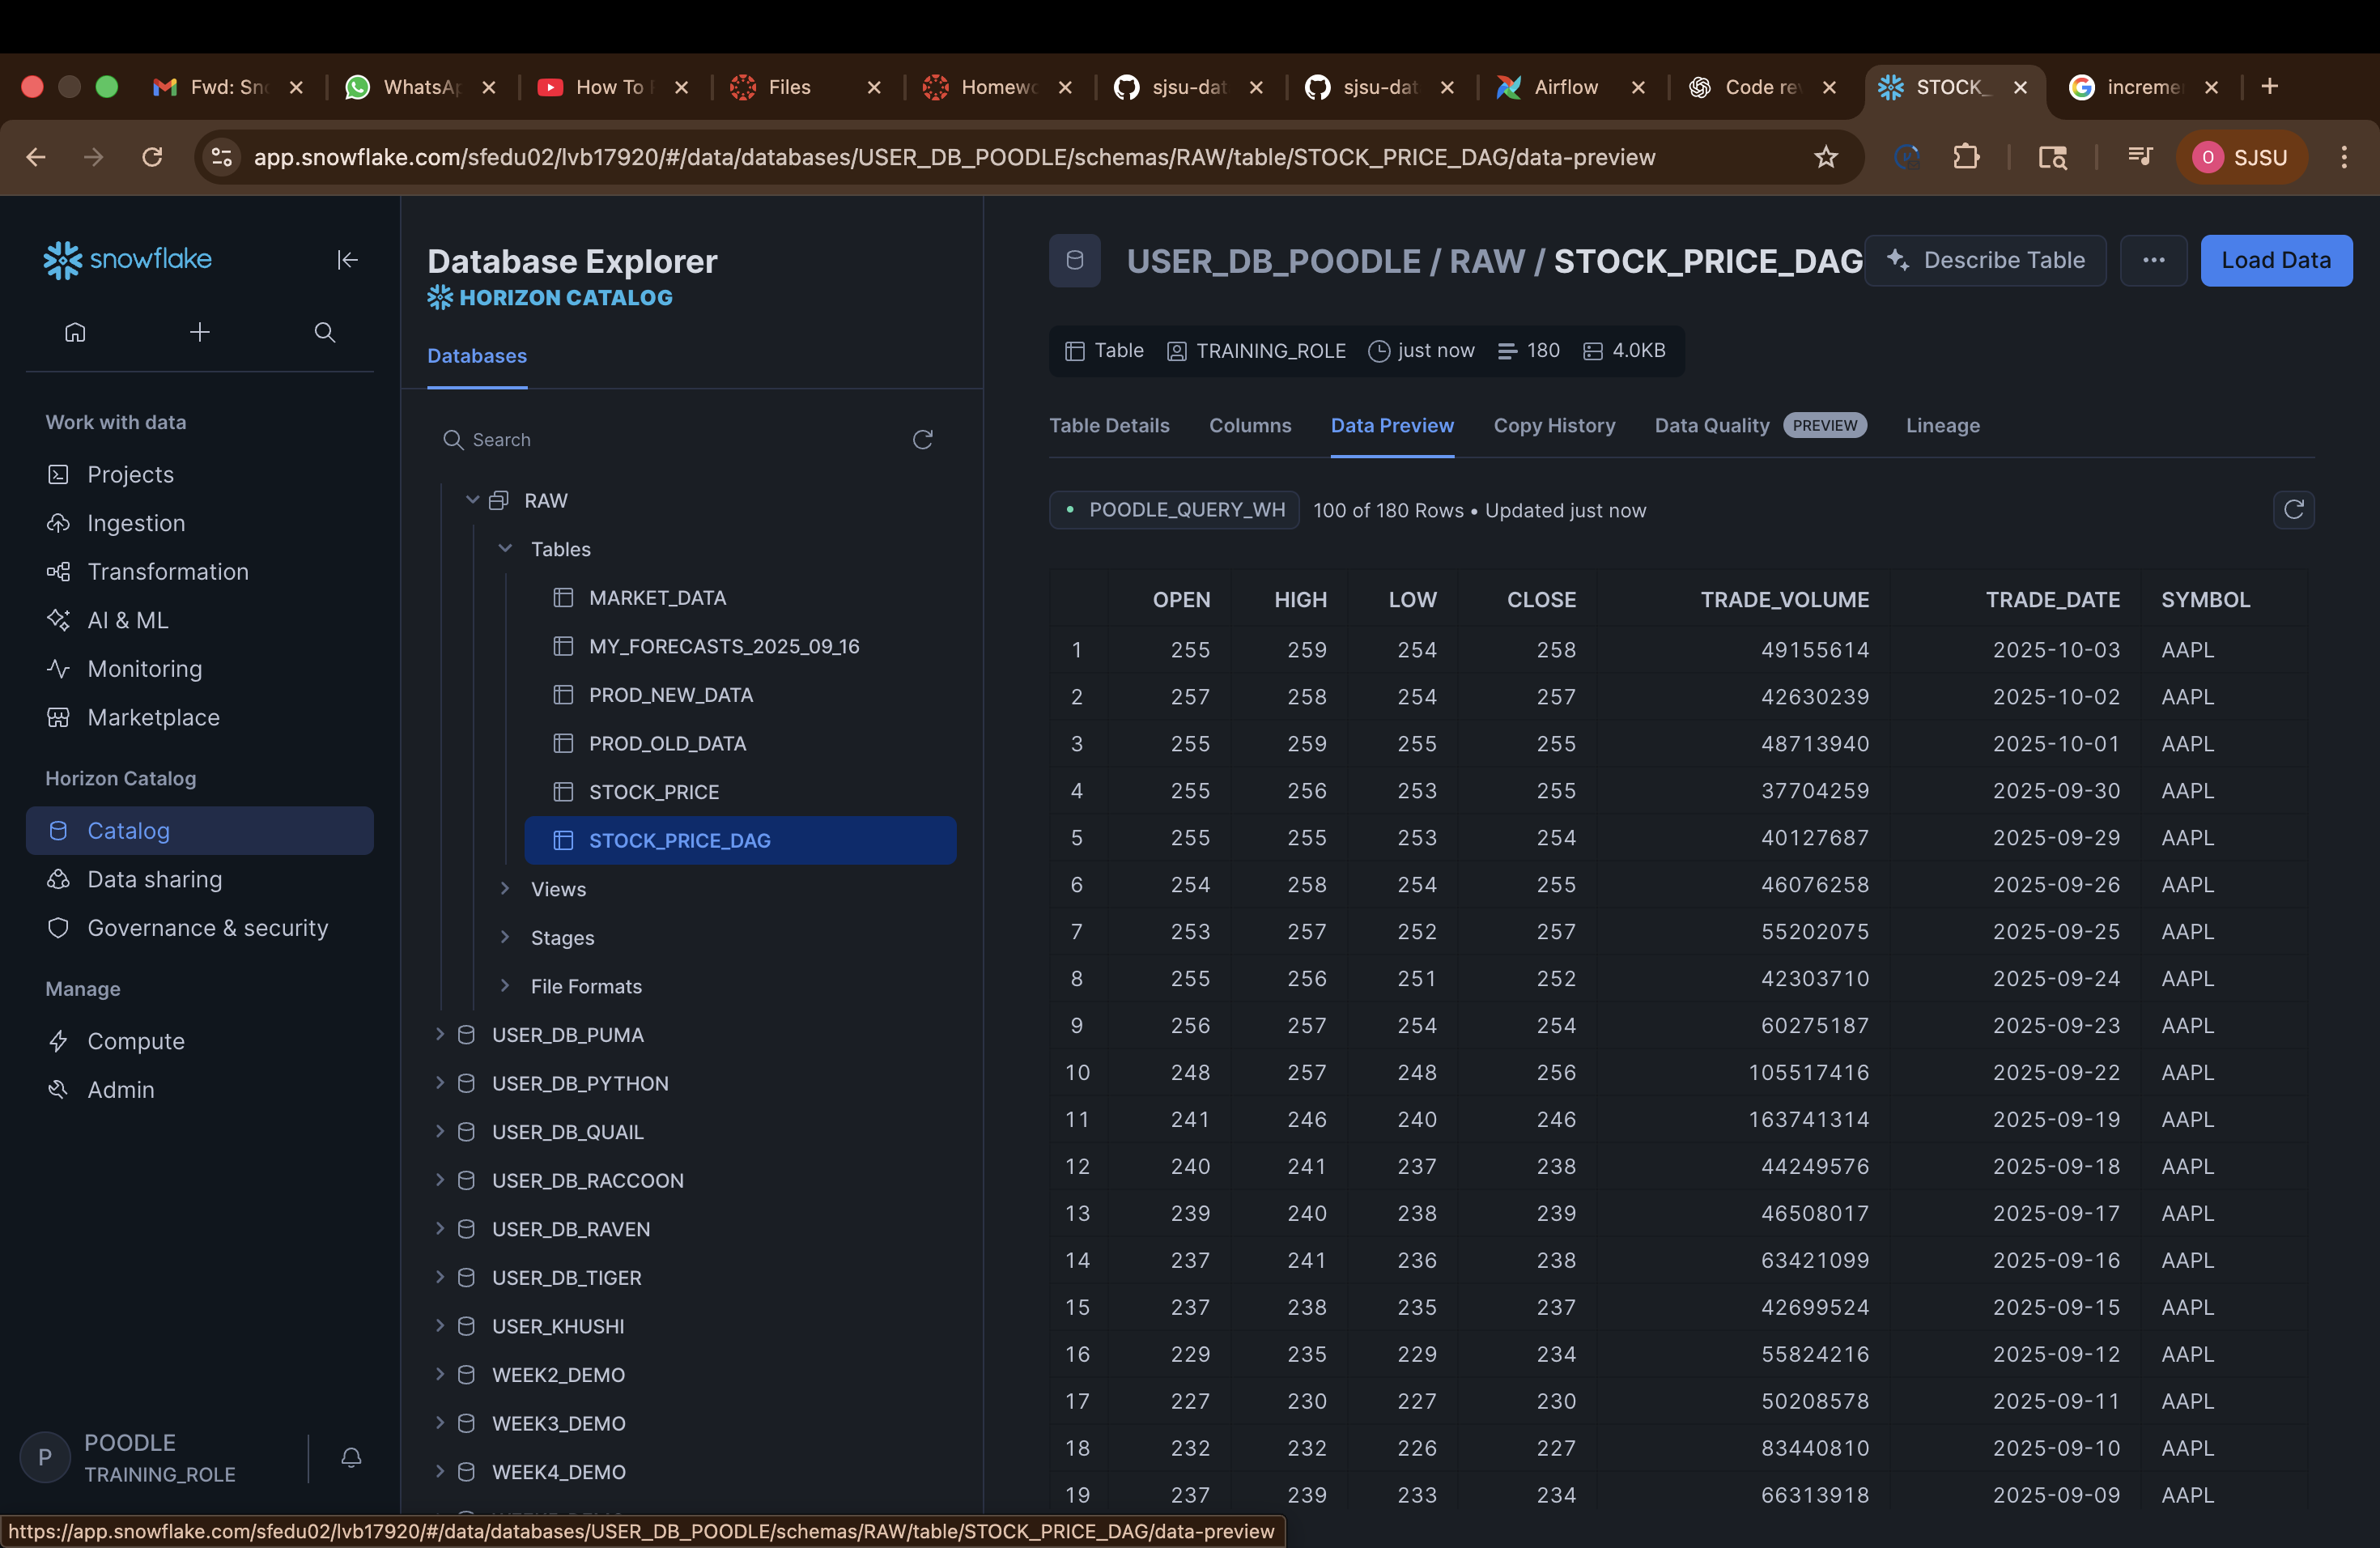 Fwd: Sn
WhatsAp
How To
Files
Homewo
sjsu-dat
sjsu-dat
Airflow
Code re
STOCK_
increme
app.snowflake.com/sfedu02/lvb17920/#/data/databases/USER_DB_POODLE/schemas/RAW/table/STOCK_PRICE_DAG/data-preview
O SJSU
snowflake
Work with data
Projects
Ingestion
Transformation
AI & ML
Monitoring
Marketplace
Horizon Catalog
Catalog
Data sharing
Governance & security
Manage
Compute
Admin
P
POODLE
TRAINING_ROLE
Database Explorer
HORIZON CATALOG
Databases
Search
RAW
Tables
MARKET_DATA
MY_FORECASTS_2025_09_16
PROD_NEW_DATA
PROD_OLD_DATA
STOCK_PRICE
STOCK_PRICE_DAG
Views
Stages
File Formats
USER_DB_PUMA
USER_DB_PYTHON
USER_DB_QUAIL
USER_DB_RACCOON
USER_DB_RAVEN
USER_DB_TIGER
USER_KHUSHI
WEEK2_DEMO
WEEK3_DEMO
WEEK4_DEMO
USER_DB_POODLE / RAW / STOCK_PRICE_DAG
Describe Table
...
Load Data
Table TRAINING_ROLE just now 180 4.0KB
Table Details Columns Data Preview Copy History Data Quality PREVIEW Lineage
POODLE_QUERY_WH 100 of 180 Rows • Updated just now
OPEN HIGH LOW CLOSE TRADE_VOLUME TRADE_DATE SYMBOL
1 255 259 254 258 49155614 2025-10-03 AAPL
2 257 258 254 257 42630239 2025-10-02 AAPL
3 255 259 255 255 48713940 2025-10-01 AAPL
4 255 256 253 255 37704259 2025-09-30 AAPL
5 255 255 253 254 40127687 2025-09-29 AAPL
6 254 258 254 255 46076258 2025-09-26 AAPL
7 253 257 252 257 55202075 2025-09-25 AAPL
8 255 256 251 252 42303710 2025-09-24 AAPL
9 256 257 254 254 60275187 2025-09-23 AAPL
10 248 257 248 256 105517416 2025-09-22 AAPL
11 241 246 240 246 163741314 2025-09-19 AAPL
12 240 241 237 238 44249576 2025-09-18 AAPL
13 239 240 238 239 46508017 2025-09-17 AAPL
14 237 241 236 238 63421099 2025-09-16 AAPL
15 237 238 235 237 42699524 2025-09-15 AAPL
16 229 235 229 234 55824216 2025-09-12 AAPL
17 227 230 227 230 50208578 2025-09-11 AAPL
18 232 232 226 227 83440810 2025-09-10 AAPL
19 237 239 233 234 66313918 2025-09-09 AAPL
https://app.snowflake.com/sfedu02/lvb17920/#/data/databases/USER_DB_POODLE/schemas/RAW/table/STOCK_PRICE_DAG/data-preview